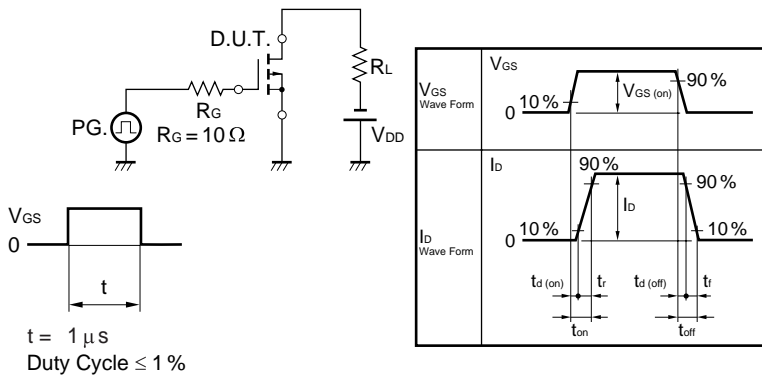 D.U.T.
RL
RG
PG.
RG = 10 Ω
VDD
VGS
0
t
t = 1 μs
Duty Cycle ≤ 1 %
VGS
Wave Form
VGS
10 %
0
VGS (on)
90 %
ID
Wave Form
ID
90 %
10 %
0
ID
90 %
10 %
td (on)
tr
td (off)
tf
ton
toff